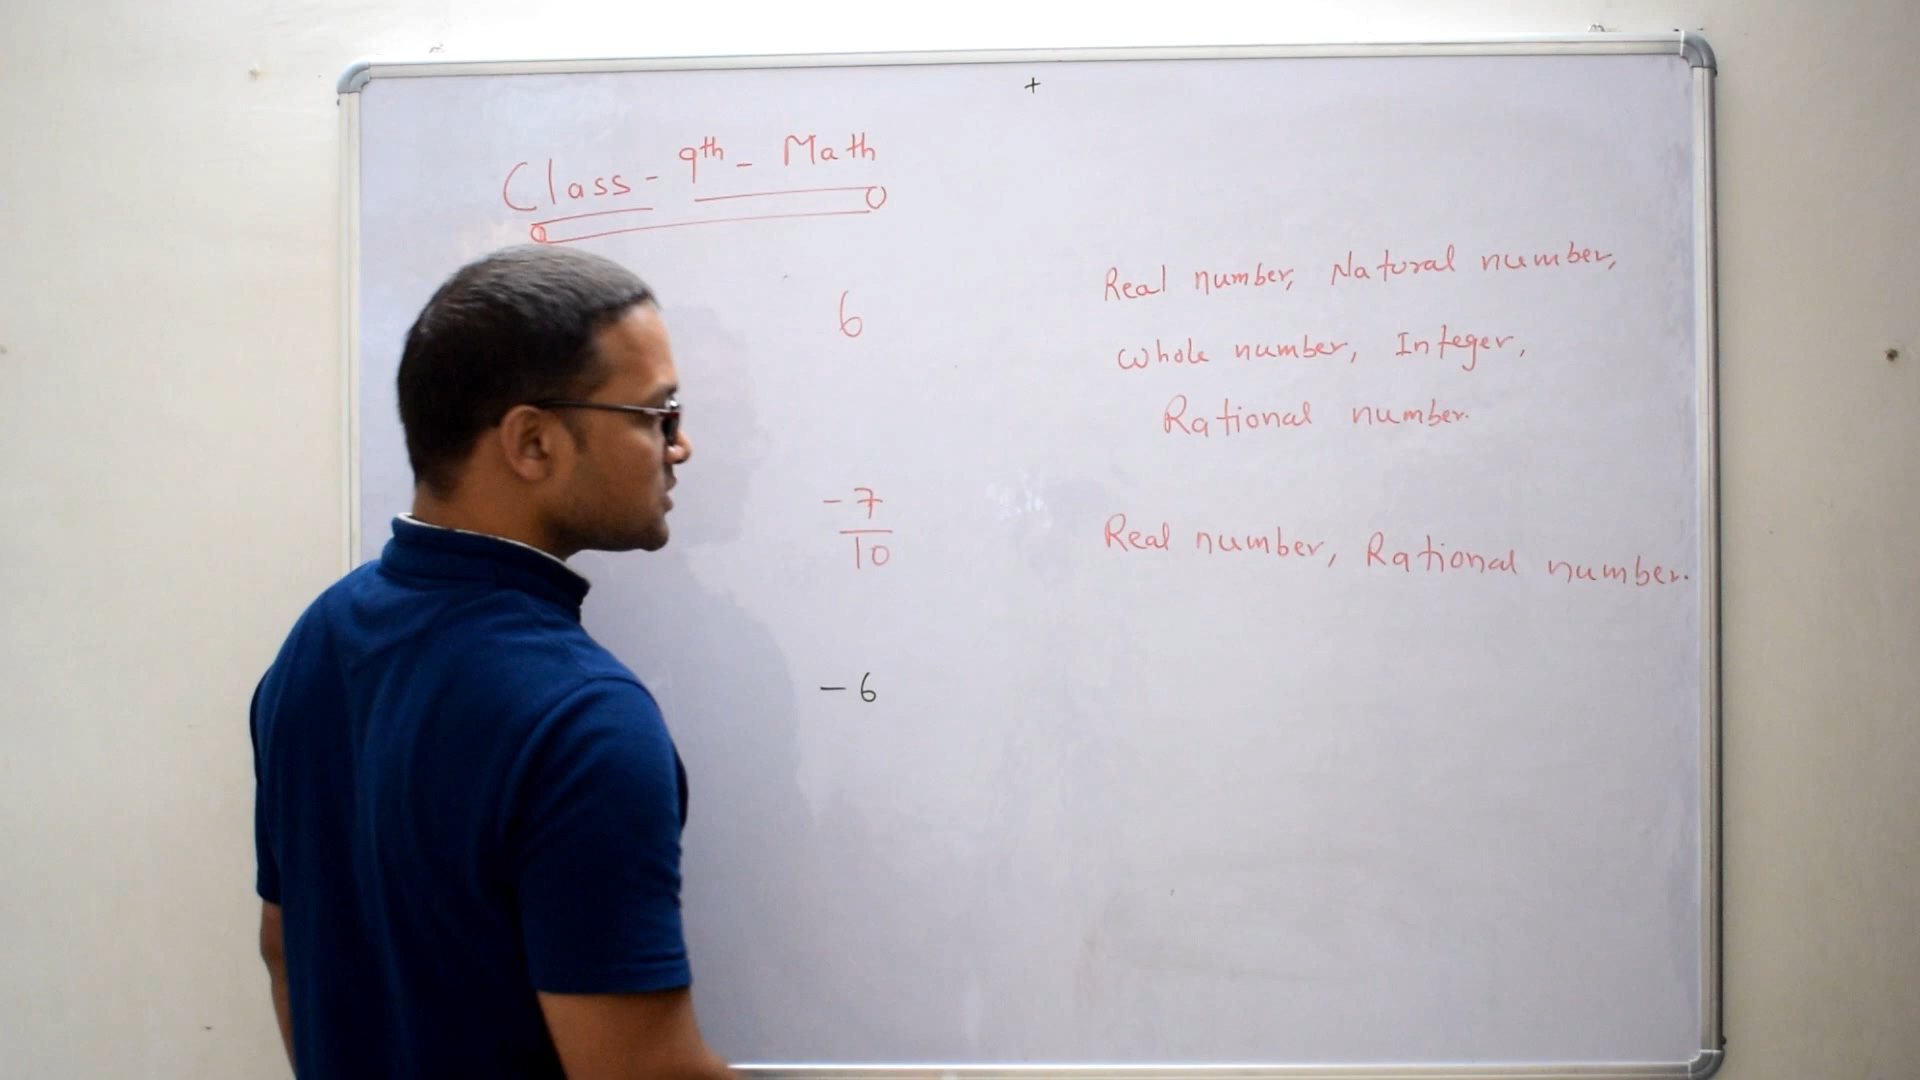 +
Class - 9th - Math
6
Real number, Natural number,
Whole number, Integer,
Rational number.
- 7
10
Real number, Rational number.
- 6